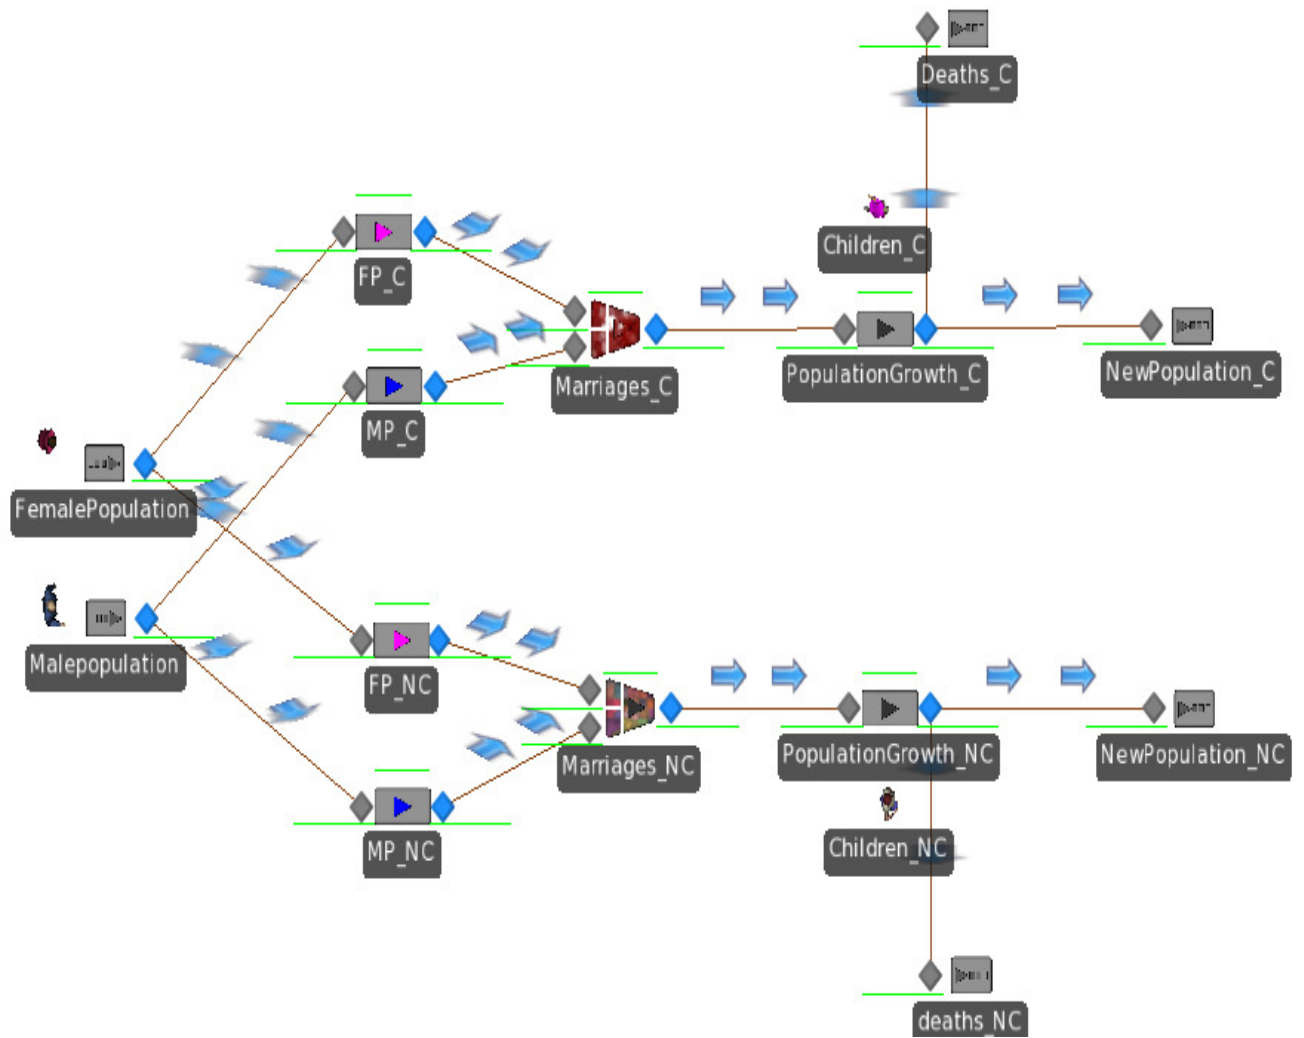 Deaths_C
Children_C
FP_C
Marriages_C
PopulationGrowth_C
NewPopulation_C
MP_C
FemalePopulation
Malepopulation
FP_NC
Marriages_NC
PopulationGrowth_NC
NewPopulation_NC
MP_NC
Children_NC
deaths_NC